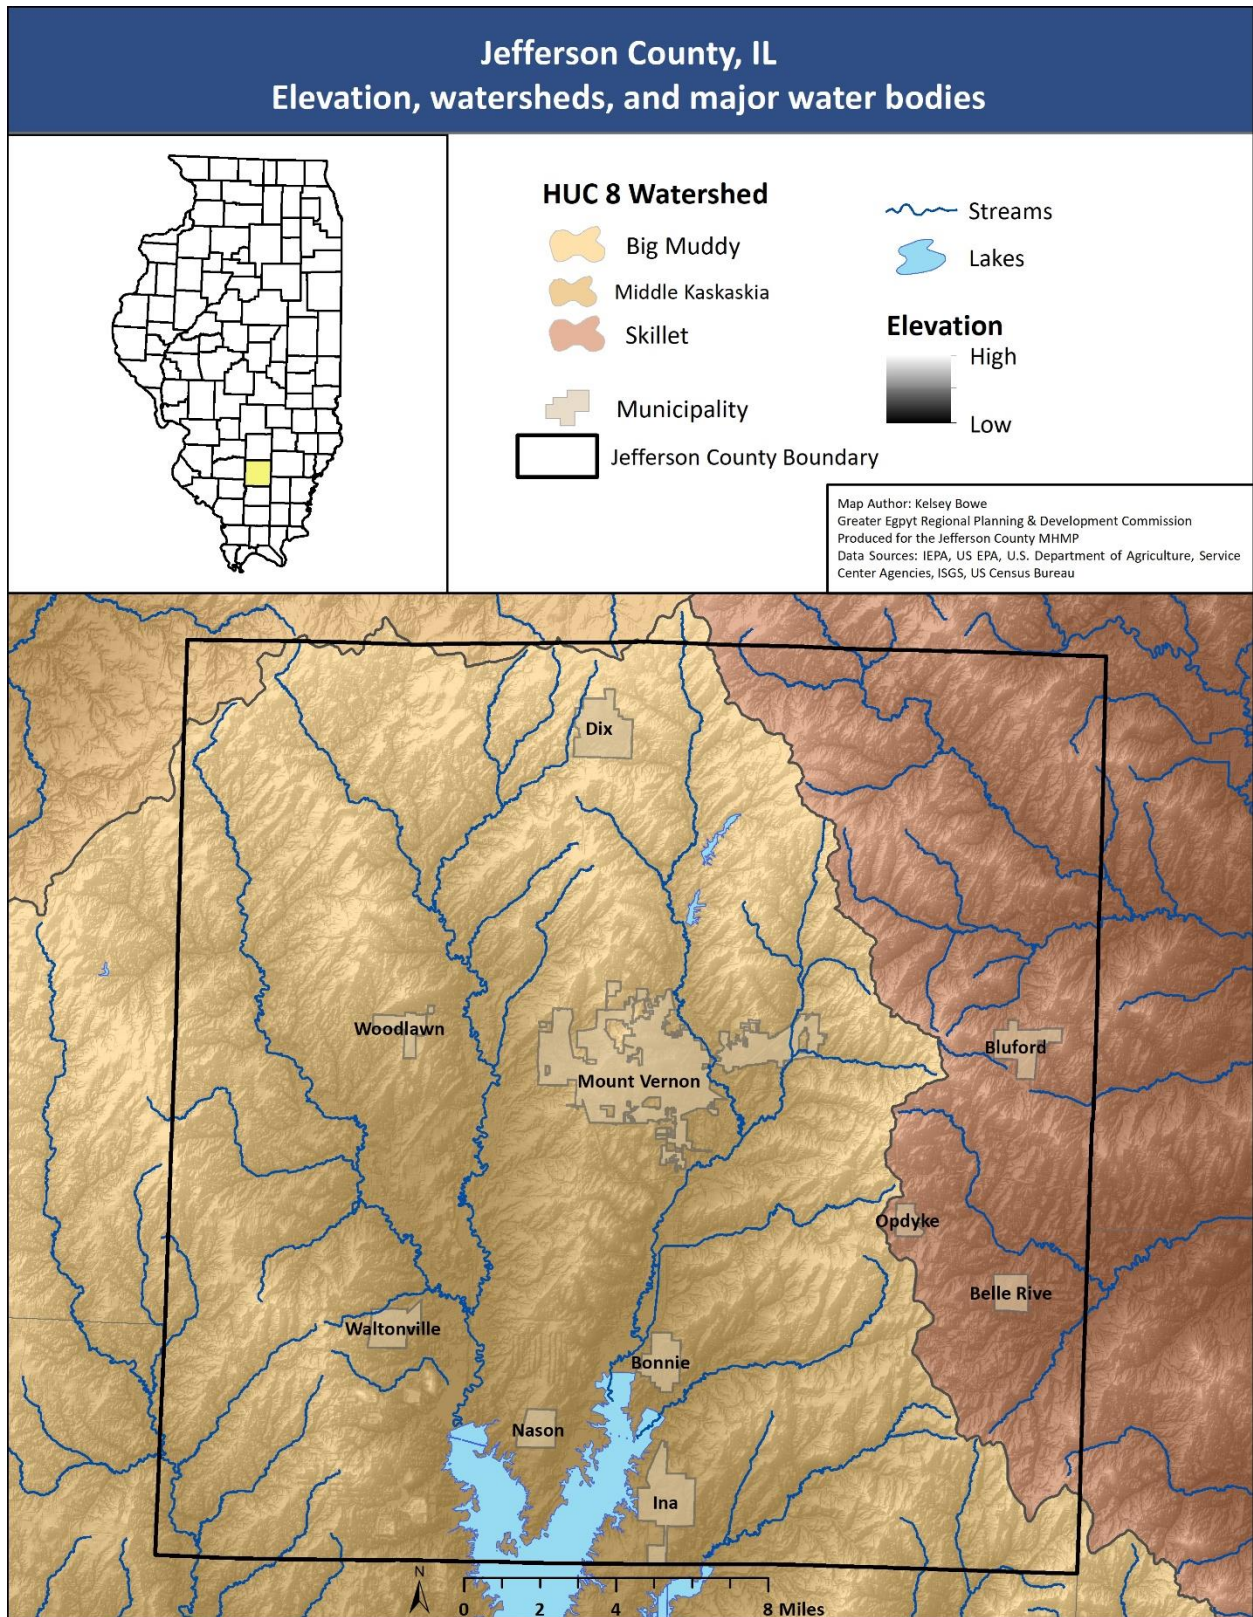 Jefferson County, IL
Elevation, watersheds, and major water bodies
HUC 8 Watershed
Big Muddy
Middle Kaskaskia
Skillet
Municipality
Jefferson County Boundary
Streams
Lakes
Elevation
High
Low
Map Author: Kelsey Bowe
Greater Egpyt Regional Planning & Development Commission
Produced for the Jefferson County MHMP
Data Sources: IEPA, US EPA, U.S. Department of Agriculture, Service
Center Agencies, ISGS, US Census Bureau
Dix
Woodlawn
Mount Vernon
Bluford
Opdyke
Belle Rive
Waltonville
Bonnie
Nason
Ina
N
0 2 4 8 Miles